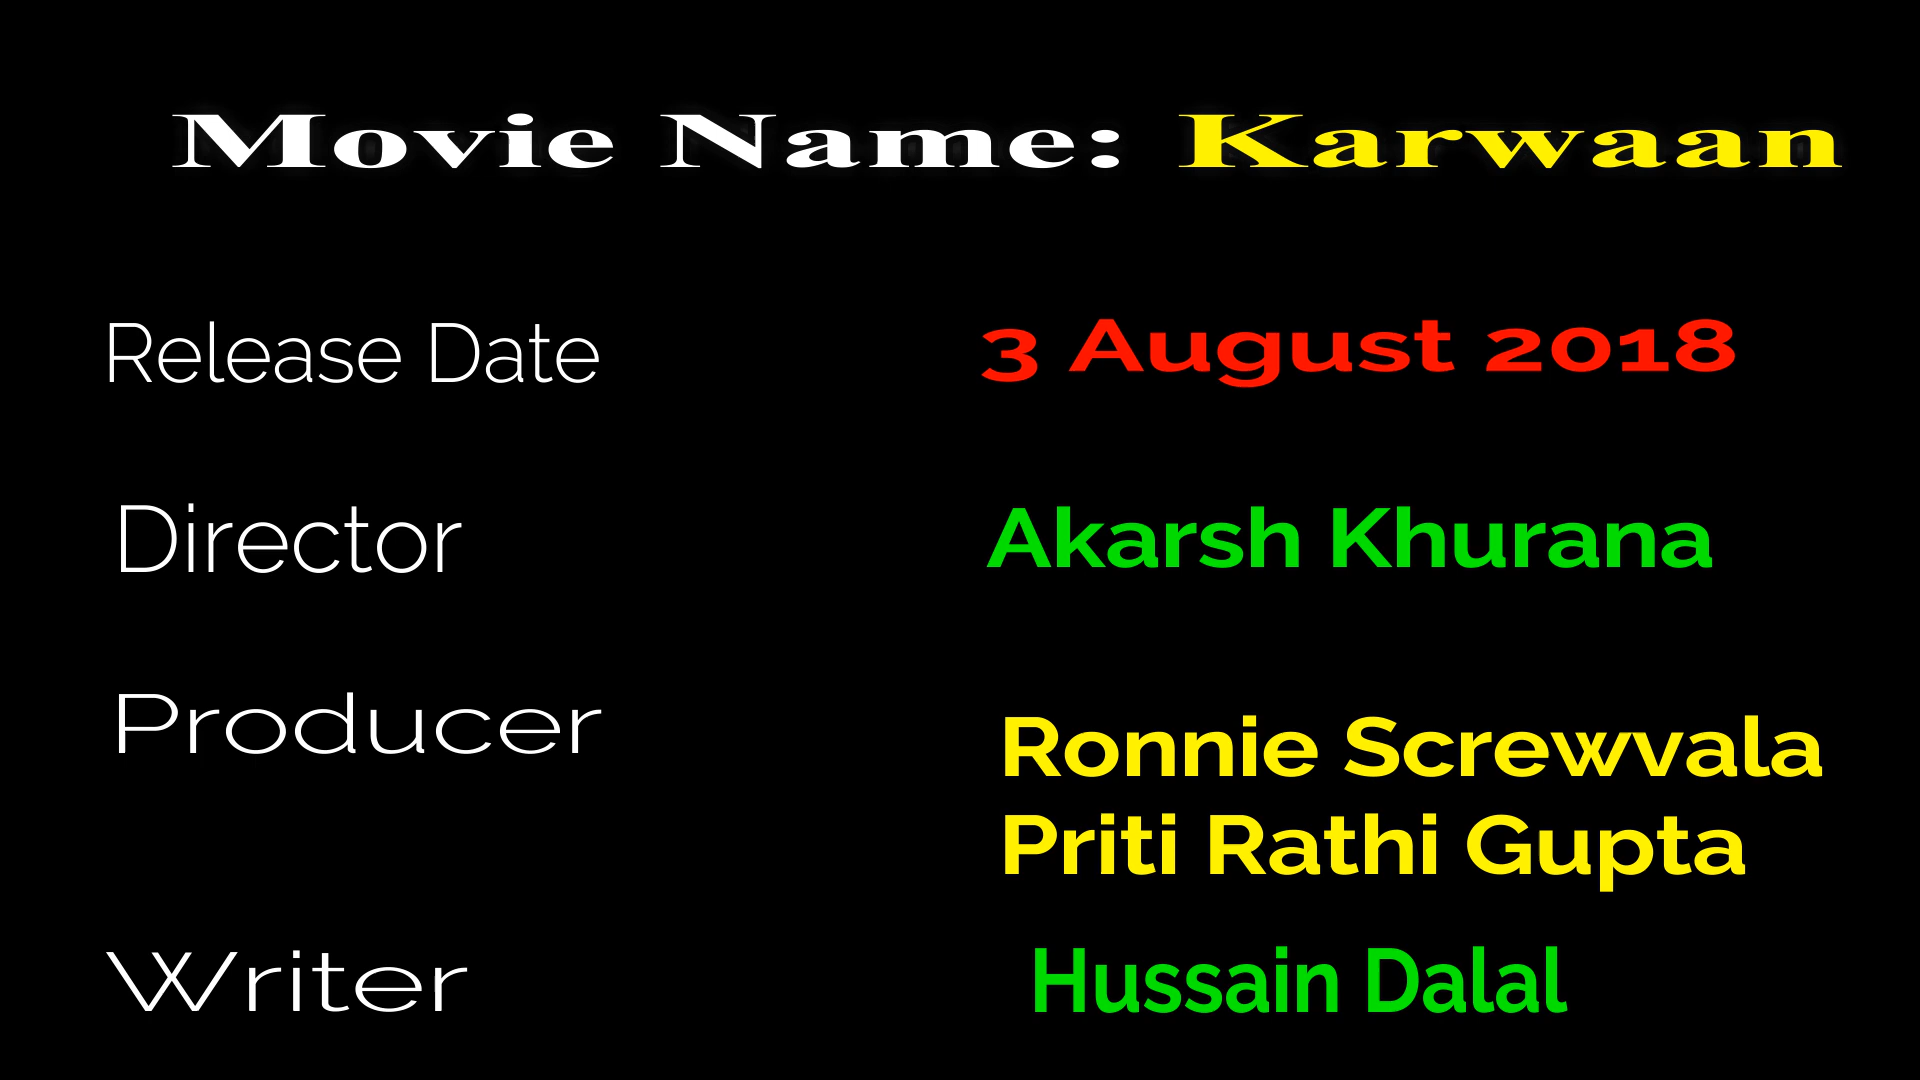 Movie Name: Karwaan
Release Date 3 August 2018
Director Akarsh Khurana
Producer Ronnie Screwvala
Priti Rathi Gupta
Writer Hussain Dalal